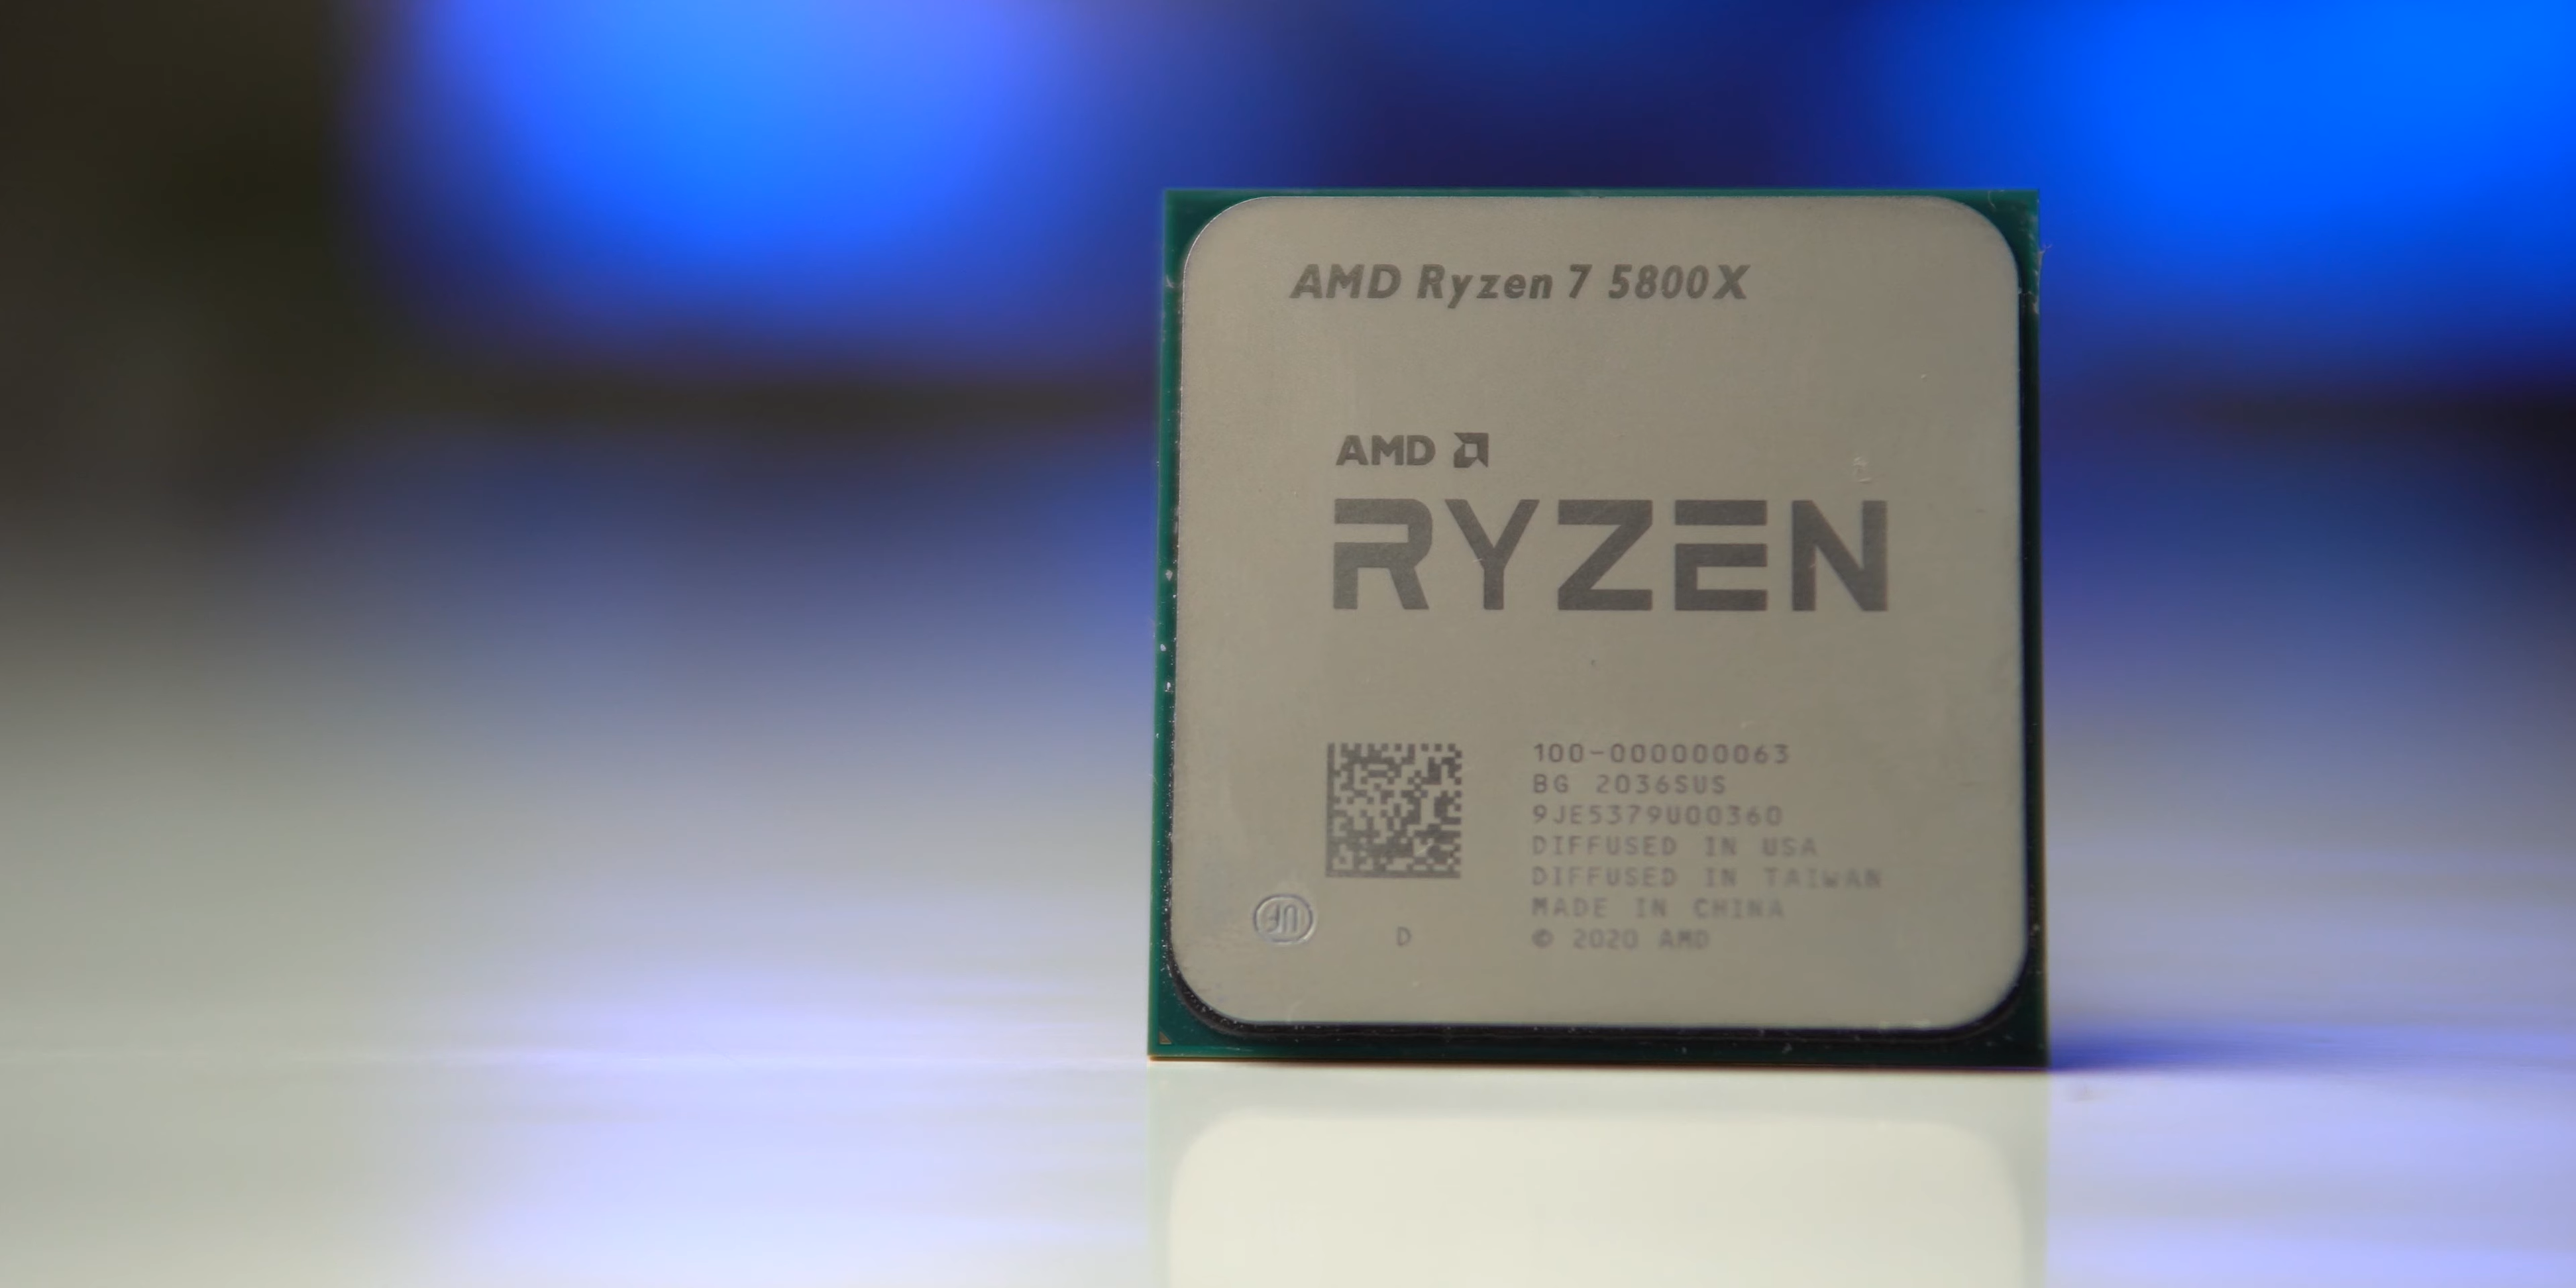 AMD Ryzen 7 5800X
AMD
RYZEN
100-000000063
BG 2036SUS
9JE5379U00360
DIFFUSED IN USA
DIFFUSED IN TAIWAN
MADE IN CHINA
© 2020 AMD
D